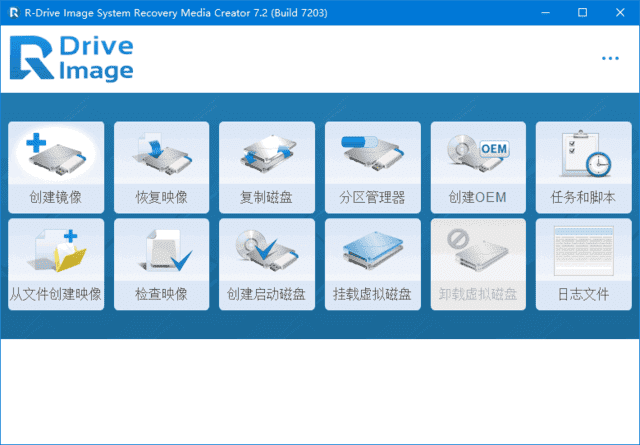 R-Drive Image System Recovery Media Creator 7.2 (Build 7203)
R Drive
Image
创建镜像
恢复映像
复制磁盘
分区管理器
OEM
创建OEM
任务和脚本
从文件创建映像
检查映像
创建启动磁盘
挂载虚拟磁盘
卸载虚拟磁盘
日志文件